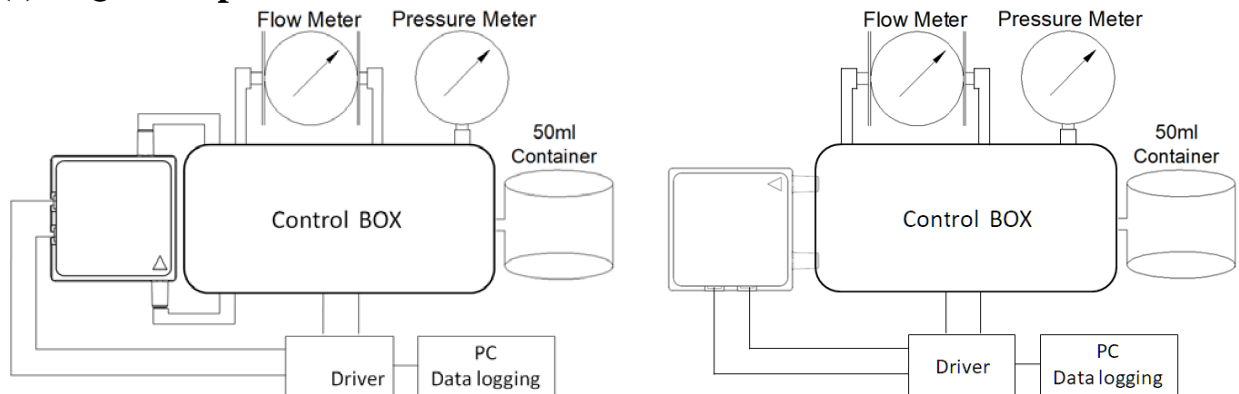 Flow Meter
Pressure Meter
50ml
Container
Control BOX
Driver
PC
Data logging
Flow Meter
Pressure Meter
50ml
Container
Control BOX
Driver
PC
Data logging